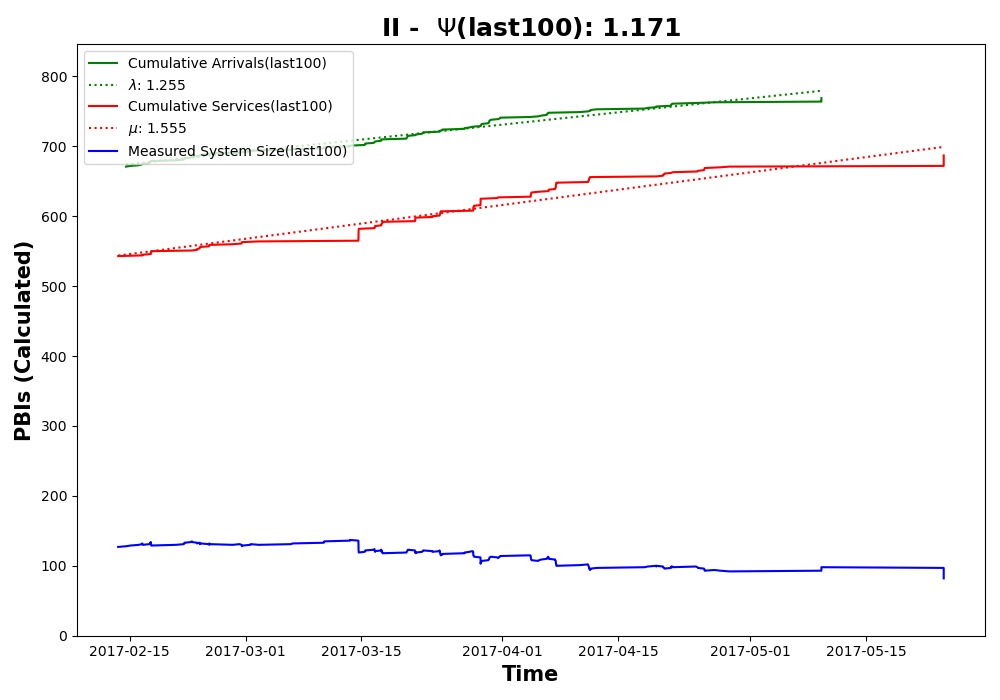 II -  Ψ(last100): 1.171
Cumulative Arrivals(last100)
λ: 1.255
Cumulative Services(last100)
μ: 1.555
Measured System Size(last100)
800
700
600
500
400
300
200
100
0
PBIs (Calculated)
2017-02-15 2017-03-01 2017-03-15 2017-04-01 2017-04-15 2017-05-01 2017-05-15
Time